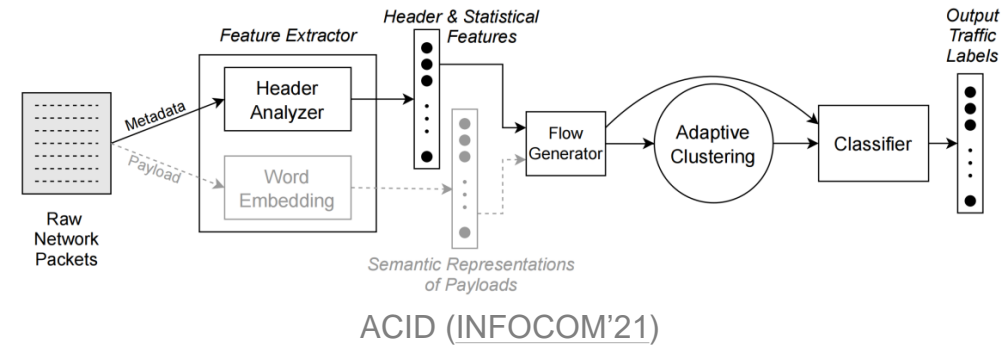 Raw
Network
Packets
Metadata
Payload
Feature Extractor
Header
Analyzer
Word
Embedding
Header & Statistical
Features
Semantic Representations
of Payloads
Flow
Generator
Adaptive
Clustering
Classifier
Output
Traffic
Labels
ACID (INFOCOM'21)